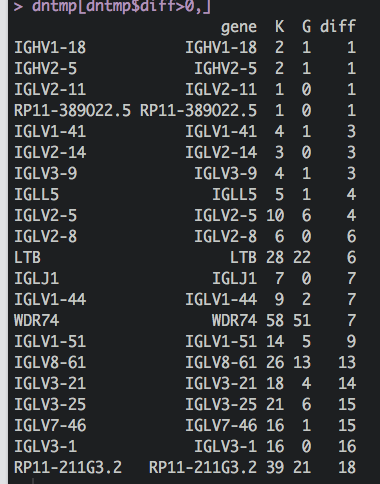 > dntmp[dntmp$diff>0,]
gene K G diff
IGHV1-18 IGHV1-18 2 1 1
IGHV2-5 IGHV2-5 2 1 1
IGLV2-11 IGLV2-11 1 0 1
RP11-389O22.5 RP11-389O22.5 1 0 1
IGLV1-41 IGLV1-41 4 1 3
IGLV2-14 IGLV2-14 3 0 3
IGLV3-9 IGLV3-9 4 1 3
IGLL5 IGLL5 5 1 4
IGLV2-5 IGLV2-5 10 6 4
IGLV2-8 IGLV2-8 6 0 6
LTB LTB 28 22 6
IGLJ1 IGLJ1 7 0 7
IGLV1-44 IGLV1-44 9 2 7
WDR74 WDR74 58 51 7
IGLV1-51 IGLV1-51 14 5 9
IGLV8-61 IGLV8-61 26 13 13
IGLV3-21 IGLV3-21 18 4 14
IGLV3-25 IGLV3-25 21 6 15
IGLV7-46 IGLV7-46 16 1 15
IGLV3-1 IGLV3-1 16 0 16
RP11-211G3.2 RP11-211G3.2 39 21 18